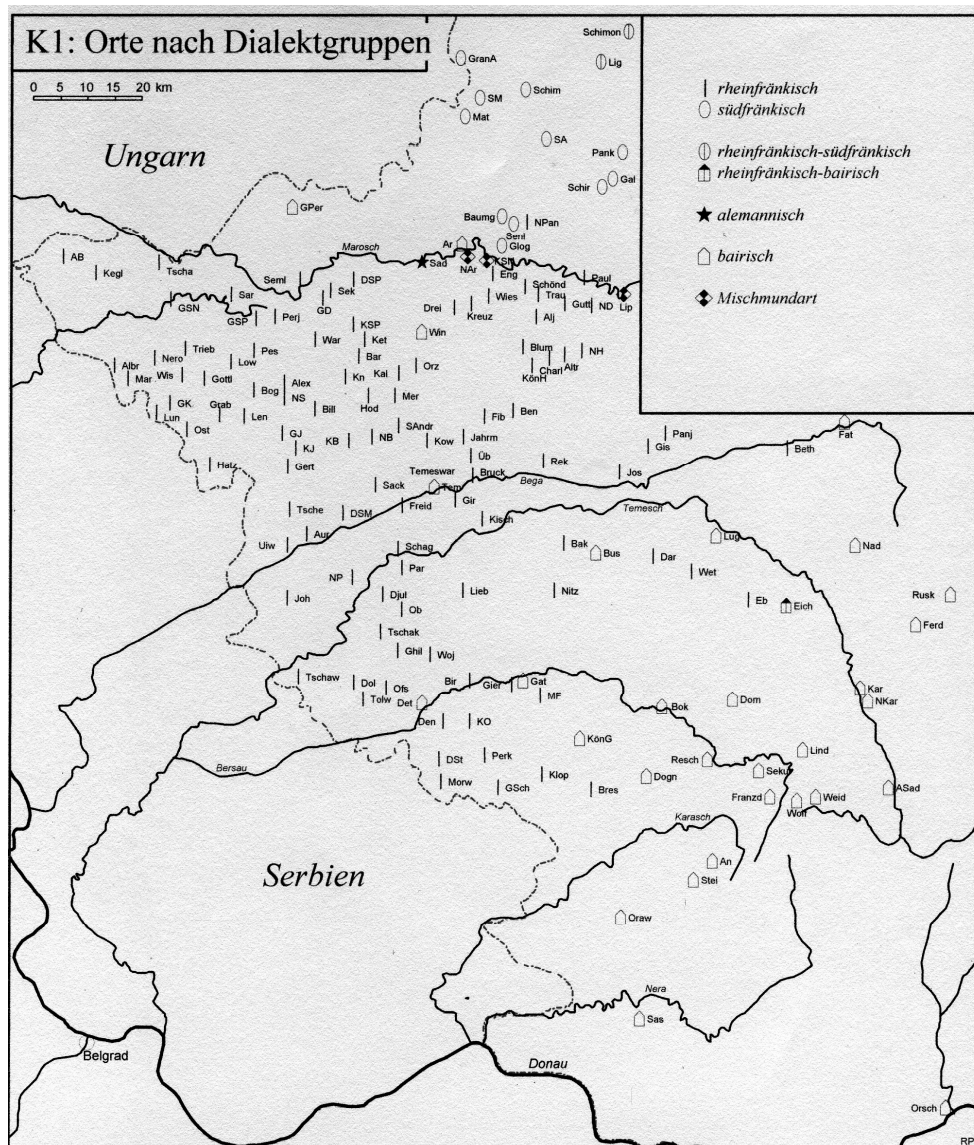 K1: Orte nach Dialektgruppen
0 5 10 15 20 km
rheinfränkisch
südfränkisch
rheinfränkisch-südfränkisch
rheinfränkisch-bairisch
alemannisch
bairisch
Mischmundart
Schimon
GranA
Lig
SM
Schim
Mat
SA
Ungarn
Pank
Gal
Schir
GPer
Baumg
NPan
Glog
Ar
Marosch
AB
Kegl
Tscha
Sad
NAr
Eng
Seml
DSP
Paul
Sek
Schönd
Sar
Wies
Trau
GSN
GD
Drei
Kreuz
Gutt
ND
Lip
GSP
Perj
Alj
KSP
Win
War
Ket
Trieb
Pes
Blum
NH
Nero
Low
Bar
Albr
Orz
Charl
Altr
Mar
Wis
Gottl
Kn
Kal
KönH
Bog
Alex
NS
Hod
Mer
GK
Grab
Bill
Fib
Ben
Lun
Len
Ost
SAndr
GJ
KB
NB
Kow
Jahrm
Panj
Fat
KJ
Üb
Gis
Beth
Hatz
Gert
Temeswar
Bruck
Rek
Jos
Tem
Bega
Sack
Gir
Tsche
DSM
Freid
Kisch
Temesch
Aur
Lug
Uiw
Schag
Bak
Bus
Nad
Dar
Par
Wet
NP
Joh
Djul
Lieb
Nitz
Eb
Eich
Rusk
Ob
Ferd
Tschak
Ghil
Woj
Tschaw
Dol
Ofs
Bir
Gier
Gat
MF
Kar
Tolw
Det
Bok
Dom
NKar
Den
KO
KönG
Lind
Bersau
DSt
Perk
Resch
Seku
Morw
Klop
Dogn
GSch
Bres
Franzd
Wolf
Weid
ASad
Karasch
Serbien
An
Stei
Oraw
Nera
Sas
Belgrad
Donau
Orsch
RP